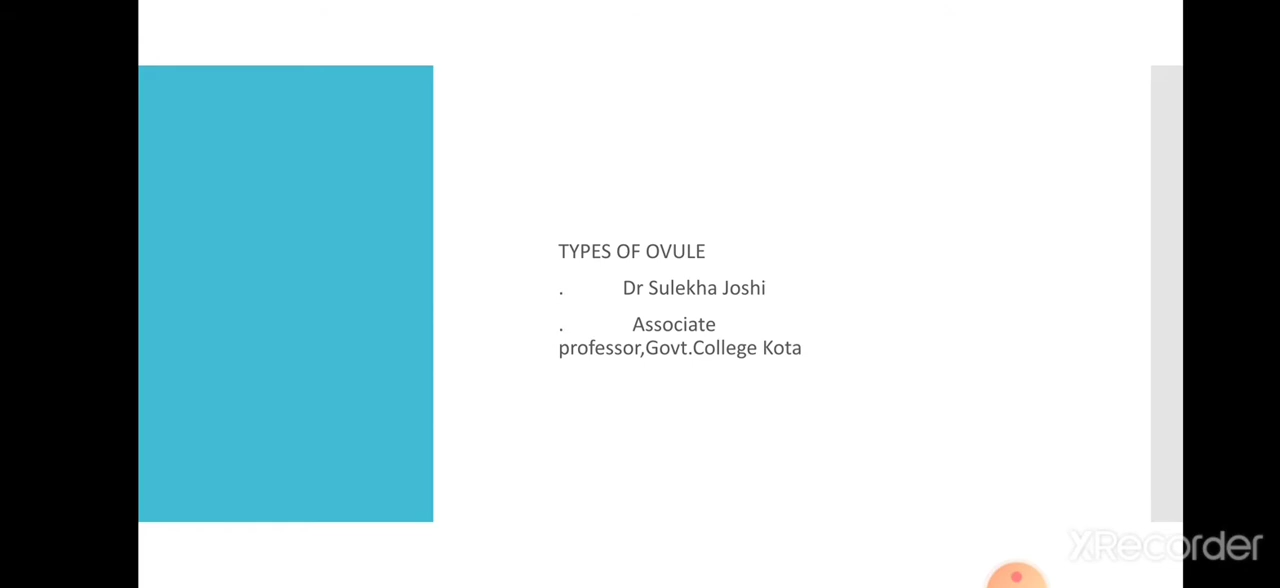 TYPES OF OVULE
. Dr Sulekha Joshi
. Associate
professor,Govt.College Kota
XRecorder